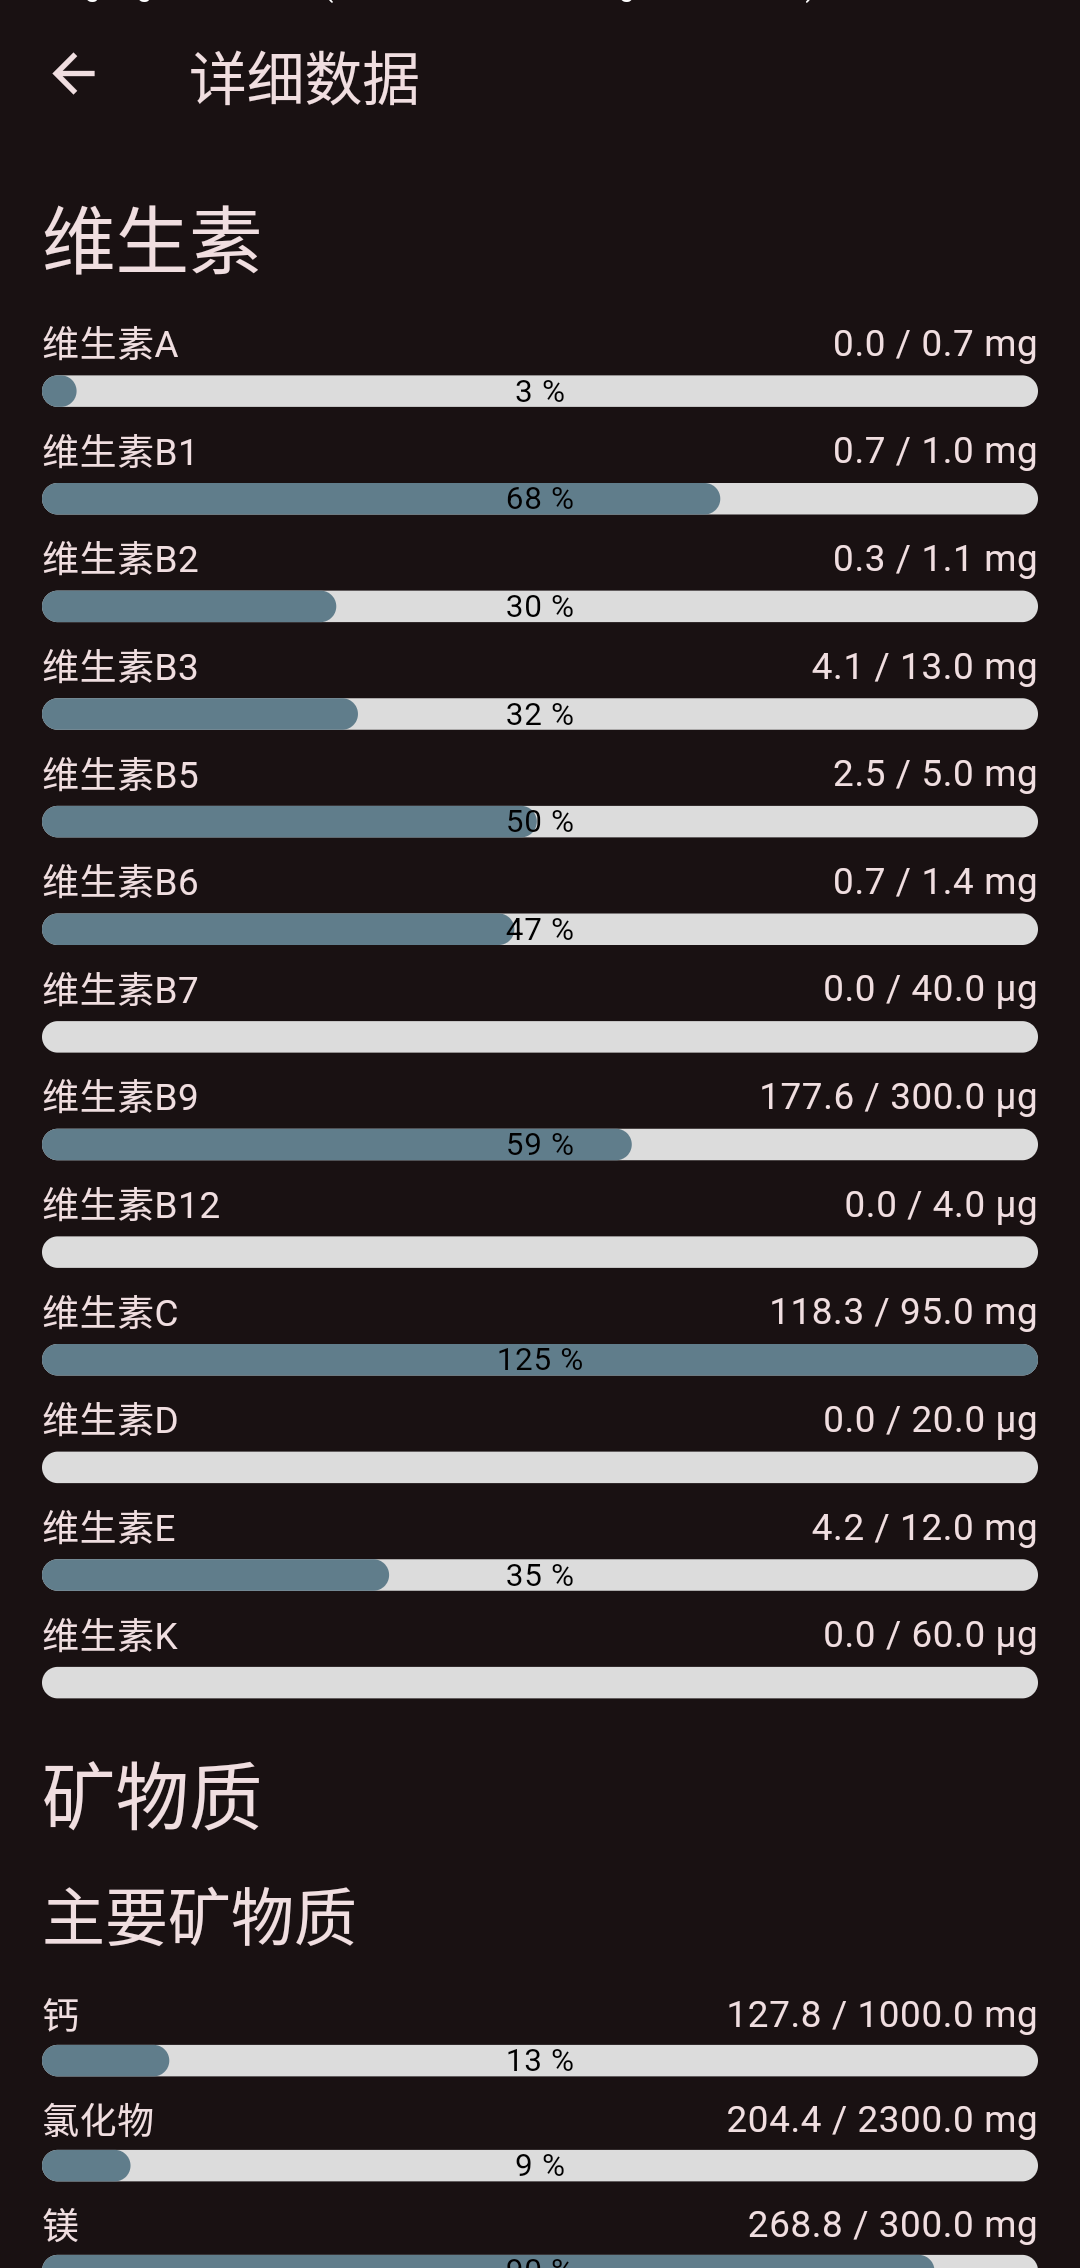 详细数据
维生素
维生素A 0.0 / 0.7 mg
3 %
维生素B1 0.7 / 1.0 mg
68 %
维生素B2 0.3 / 1.1 mg
30 %
维生素B3 4.1 / 13.0 mg
32 %
维生素B5 2.5 / 5.0 mg
50 %
维生素B6 0.7 / 1.4 mg
47 %
维生素B7 0.0 / 40.0 µg
维生素B9 177.6 / 300.0 µg
59 %
维生素B12 0.0 / 4.0 µg
维生素C 118.3 / 95.0 mg
125 %
维生素D 0.0 / 20.0 µg
维生素E 4.2 / 12.0 mg
35 %
维生素K 0.0 / 60.0 µg
矿物质
主要矿物质
钙 127.8 / 1000.0 mg
13 %
氯化物 204.4 / 2300.0 mg
9 %
镁 268.8 / 300.0 mg
90 %